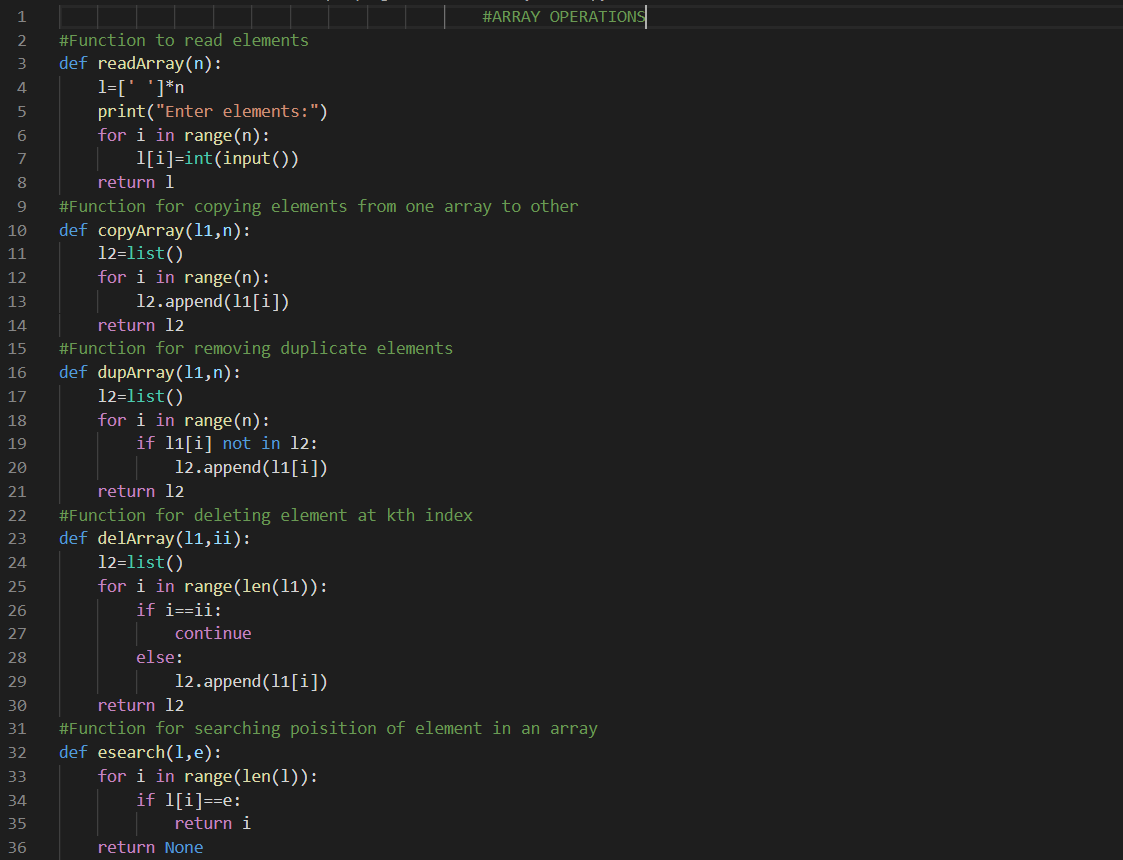 1 #ARRAY OPERATIONS
2 #Function to read elements
3 def readArray(n):
4     l=[' ']*n
5     print("Enter elements:")
6     for i in range(n):
7         l[i]=int(input())
8     return l
9 #Function for copying elements from one array to other
10 def copyArray(l1,n):
11     l2=list()
12     for i in range(n):
13         l2.append(l1[i])
14     return l2
15 #Function for removing duplicate elements
16 def dupArray(l1,n):
17     l2=list()
18     for i in range(n):
19         if l1[i] not in l2:
20             l2.append(l1[i])
21     return l2
22 #Function for deleting element at kth index
23 def delArray(l1,ii):
24     l2=list()
25     for i in range(len(l1)):
26         if i==ii:
27             continue
28         else:
29             l2.append(l1[i])
30     return l2
31 #Function for searching poisition of element in an array
32 def esearch(l,e):
33     for i in range(len(l)):
34         if l[i]==e:
35             return i
36     return None